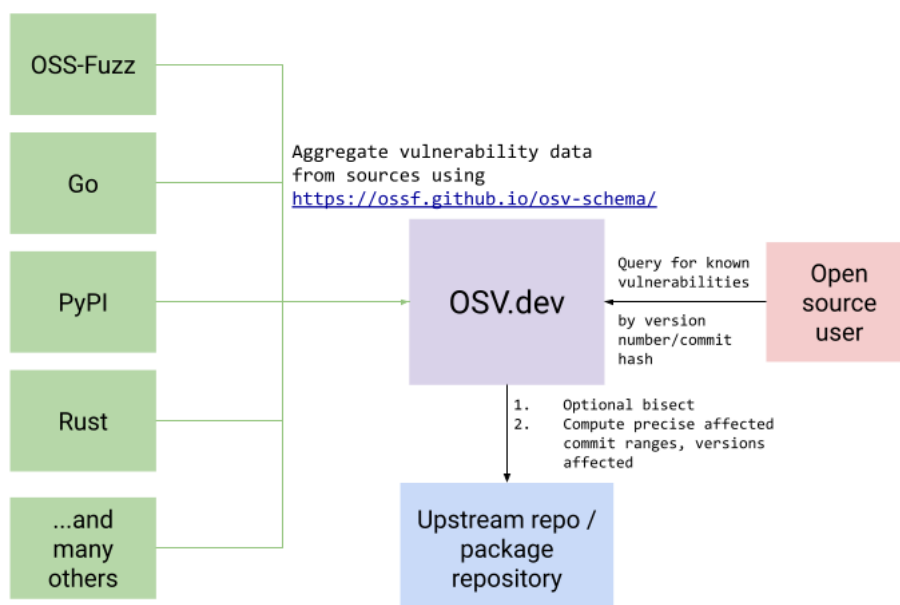 OSS-Fuzz
Go
PyPI
Rust
...and
many
others
Aggregate vulnerability data
from sources using
https://ossf.github.io/osv-schema/
OSV.dev
Query for known
vulnerabilities
by version
number/commit
hash
Open
source
user
1. Optional bisect
2. Compute precise affected
commit ranges, versions
affected
Upstream repo /
package
repository